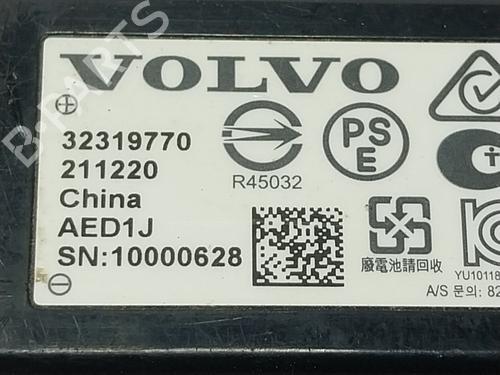 VOLVO
32319770
211220
China
AED1J
SN:10000628
R45032
PS
E
廢電池請回收
YU10118
A/S 문의: 82
B-PARTS